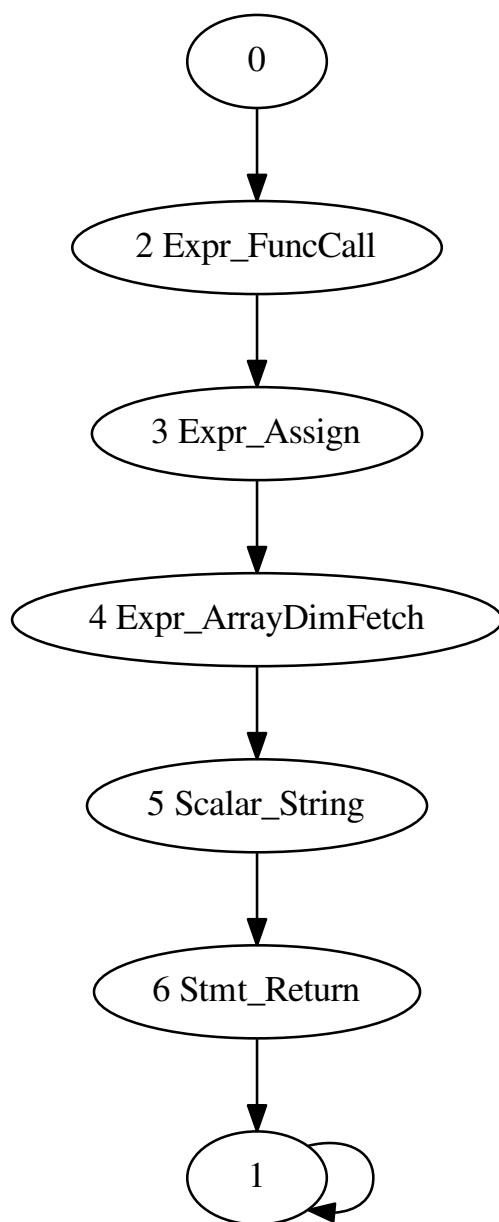 0
2 Expr_FuncCall
3 Expr_Assign
4 Expr_ArrayDimFetch
5 Scalar_String
6 Stmt_Return
1